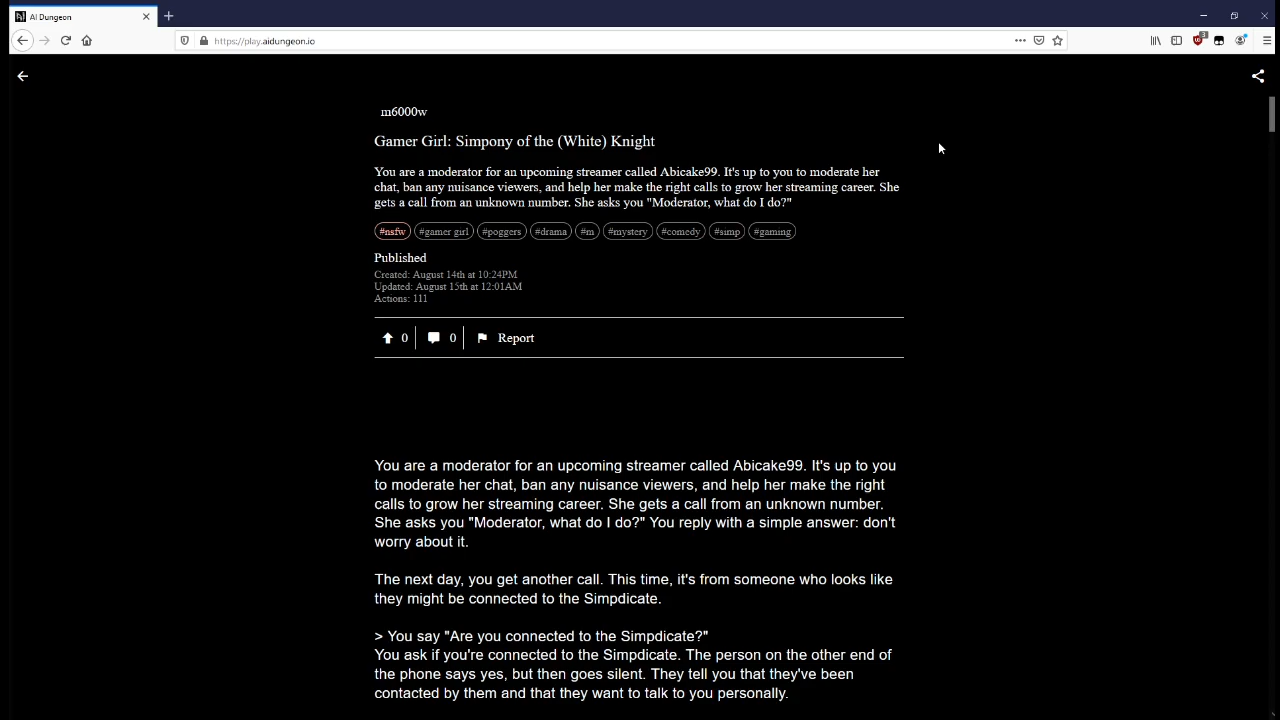 AI Dungeon
https://play.aidungeon.io
3
m6000w
Gamer Girl: Simpony of the (White) Knight
You are a moderator for an upcoming streamer called Abicake99. It's up to you to moderate her
chat, ban any nuisance viewers, and help her make the right calls to grow her streaming career. She
gets a call from an unknown number. She asks you "Moderator, what do I do?"
#nsfw #gamer girl #poggers #drama #m #mystery #comedy #simp #gaming
Published
Created: August 14th at 10:24PM
Updated: August 15th at 12:01AM
Actions: 111
0 0 Report
You are a moderator for an upcoming streamer called Abicake99. It's up to you
to moderate her chat, ban any nuisance viewers, and help her make the right
calls to grow her streaming career. She gets a call from an unknown number.
She asks you "Moderator, what do I do?" You reply with a simple answer: don't
worry about it.
The next day, you get another call. This time, it's from someone who looks like
they might be connected to the Simpdicate.
> You say "Are you connected to the Simpdicate?"
You ask if you're connected to the Simpdicate. The person on the other end of
the phone says yes, but then goes silent. They tell you that they've been
contacted by them and that they want to talk to you personally.